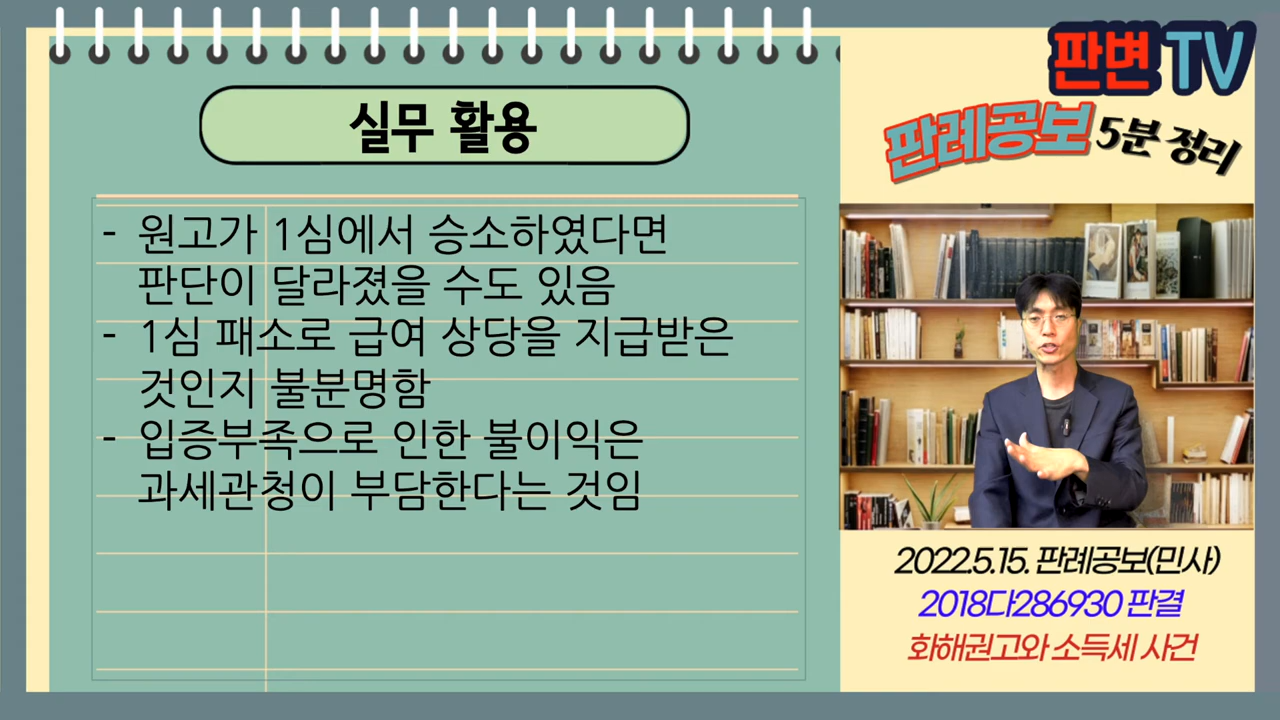 실무 활용
- 원고가 1심에서 승소하였다면
판단이 달라졌을 수도 있음
- 1심 패소로 급여 상당을 지급받은
것인지 불분명함
- 입증부족으로 인한 불이익은
과세관청이 부담한다는 것임
판변 TV
판례공보 5분 정리
2022.5.15. 판례공보(민사)
2018다286930 판결
화해권고와 소득세 사건